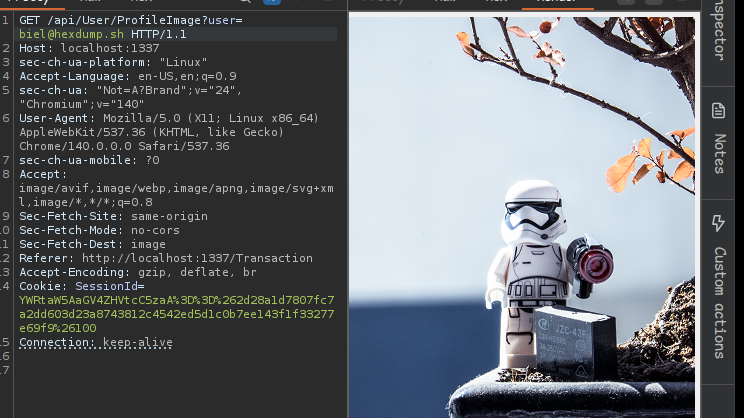 1 GET /api/User/ProfileImage?user=
biel@hexdump.sh HTTP/1.1
2 Host: localhost:1337
3 sec-ch-ua-platform: "Linux"
4 Accept-Language: en-US,en;q=0.9
5 sec-ch-ua: "Not=A?Brand";v="24",
"Chromium";v="140"
6 User-Agent: Mozilla/5.0 (X11; Linux x86_64)
AppleWebKit/537.36 (KHTML, like Gecko)
Chrome/140.0.0.0 Safari/537.36
7 sec-ch-ua-mobile: ?0
8 Accept:
image/avif,image/webp,image/apng,image/svg+xm
l,image/*,*/*;q=0.8
9 Sec-Fetch-Site: same-origin
10 Sec-Fetch-Mode: no-cors
11 Sec-Fetch-Dest: image
12 Referer: http://localhost:1337/Transaction
13 Accept-Encoding: gzip, deflate, br
14 Cookie: SessionId=
YWRtaW5AaGV4ZHVtcC5zaA%3D%3D%262d28a1d7807fc7
a2dd603d23a8743812c4542ed5d1c0b7ee143f1f33277
e69f9%26100
15 Connection: keep-alive
16
17
JZC-43F
nspector
Notes
Custom actions